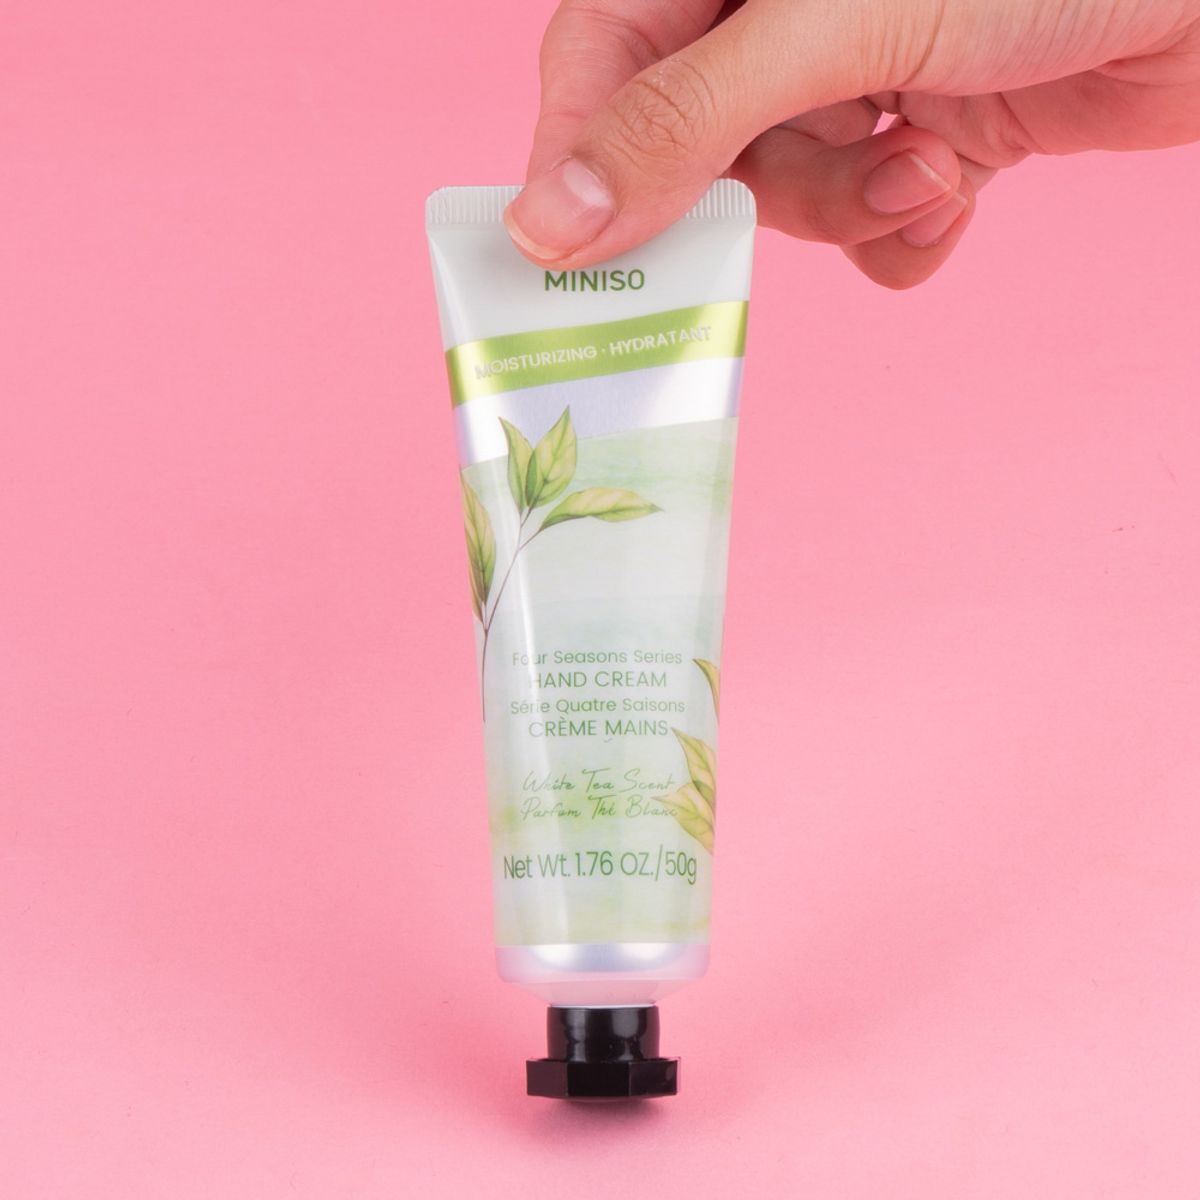 MINISO
MOISTURIZING · HYDRATANT
Four Seasons Series
HAND CREAM
Série Quatre Saisons
CRÈME MAINS
White Tea Scent
Parfum Thé Blanc
Net Wt. 1.76 OZ./50g